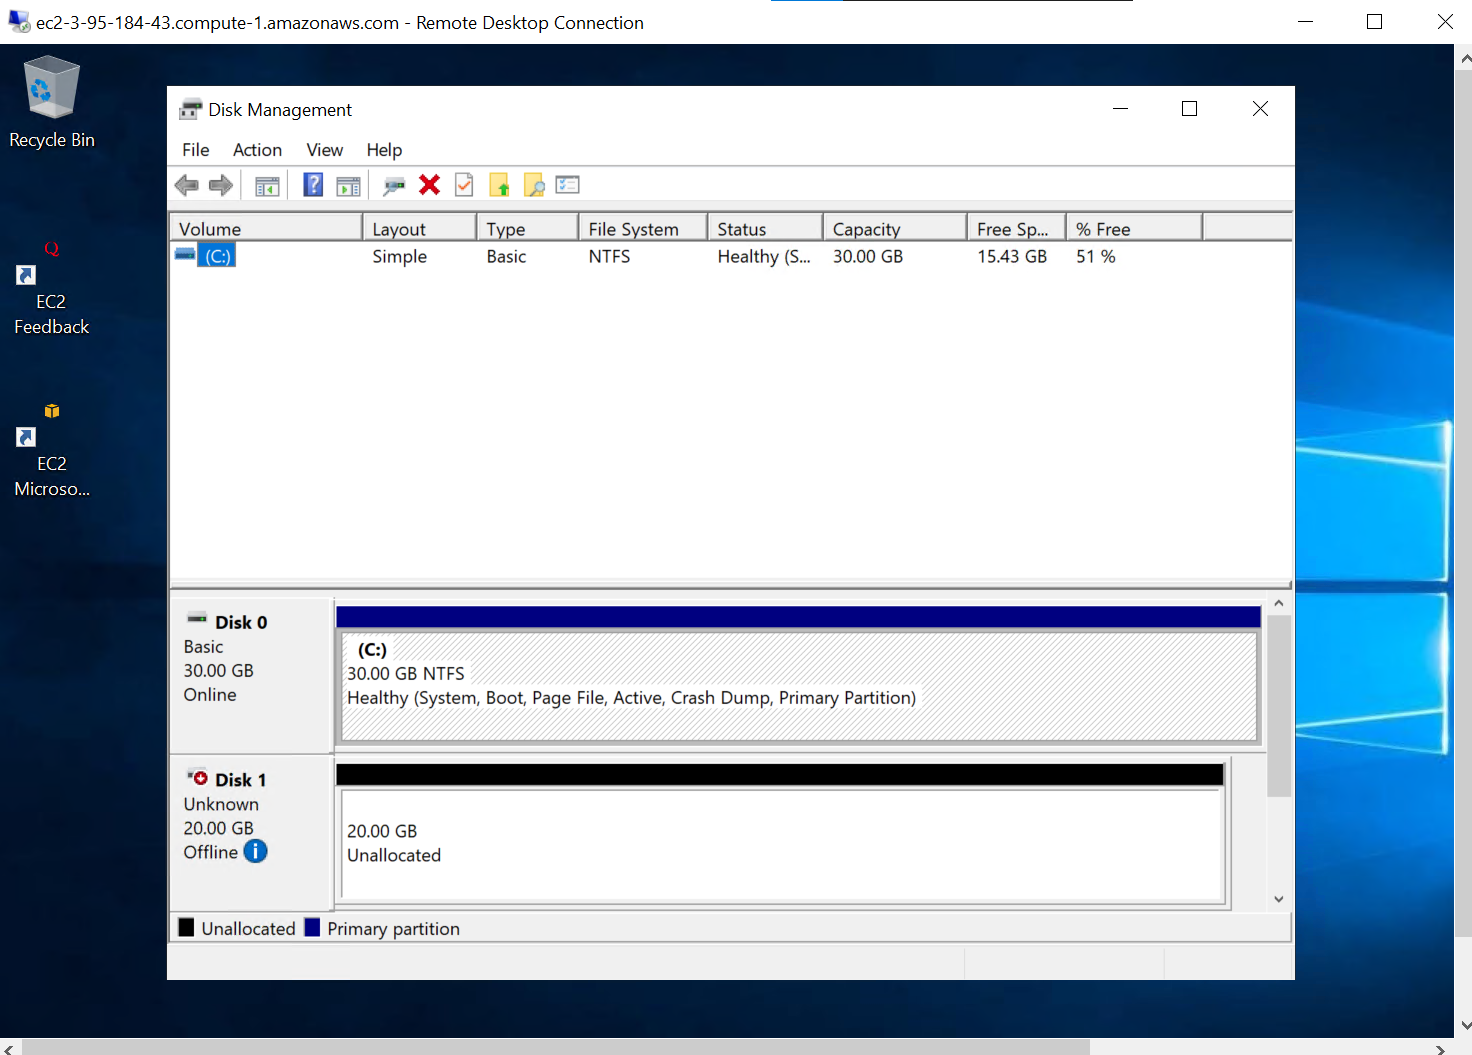 ec2-3-95-184-43.compute-1.amazonaws.com - Remote Desktop Connection
Recycle Bin
EC2
Feedback
EC2
Microso...
Disk Management
File Action View Help
Volume Layout Type File System Status Capacity Free Sp... % Free
(C:) Simple Basic NTFS Healthy (S... 30.00 GB 15.43 GB 51 %
Disk 0
Basic
30.00 GB
Online
(C:)
30.00 GB NTFS
Healthy (System, Boot, Page File, Active, Crash Dump, Primary Partition)
Disk 1
Unknown
20.00 GB
Offline
20.00 GB
Unallocated
Unallocated Primary partition